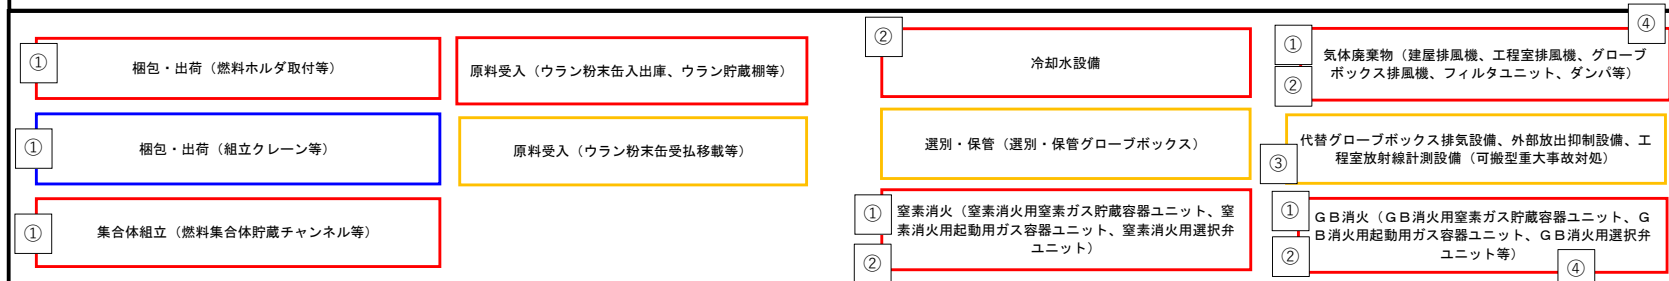 ①
梱包・出荷（燃料ホルダ取付等）
①
梱包・出荷（組立クレーン等）
①
集合体組立（燃料集合体貯蔵チャンネル等）
原料受入（ウラン粉末缶入出庫、ウラン貯蔵棚等）
原料受入（ウラン粉末缶受払移載等）
②
冷却水設備
選別・保管（選別・保管グローブボックス）
①
②
窒素消火（窒素消火用窒素ガス貯蔵容器ユニット、窒
素消火用起動用ガス容器ユニット、窒素消火用選択弁
ユニット）
④
①
②
気体廃棄物（建屋排風機、工程室排風機、グローブ
ボックス排風機、フィルタユニット、ダンパ等）
③
代替グローブボックス排気設備、外部放出抑制設備、工
程室放射線計測設備（可搬型重大事故対処）
①
②
ＧＢ消火（ＧＢ消火用窒素ガス貯蔵容器ユニット、Ｇ
Ｂ消火用起動用ガス容器ユニット、ＧＢ消火用選択弁
ユニット等）
④